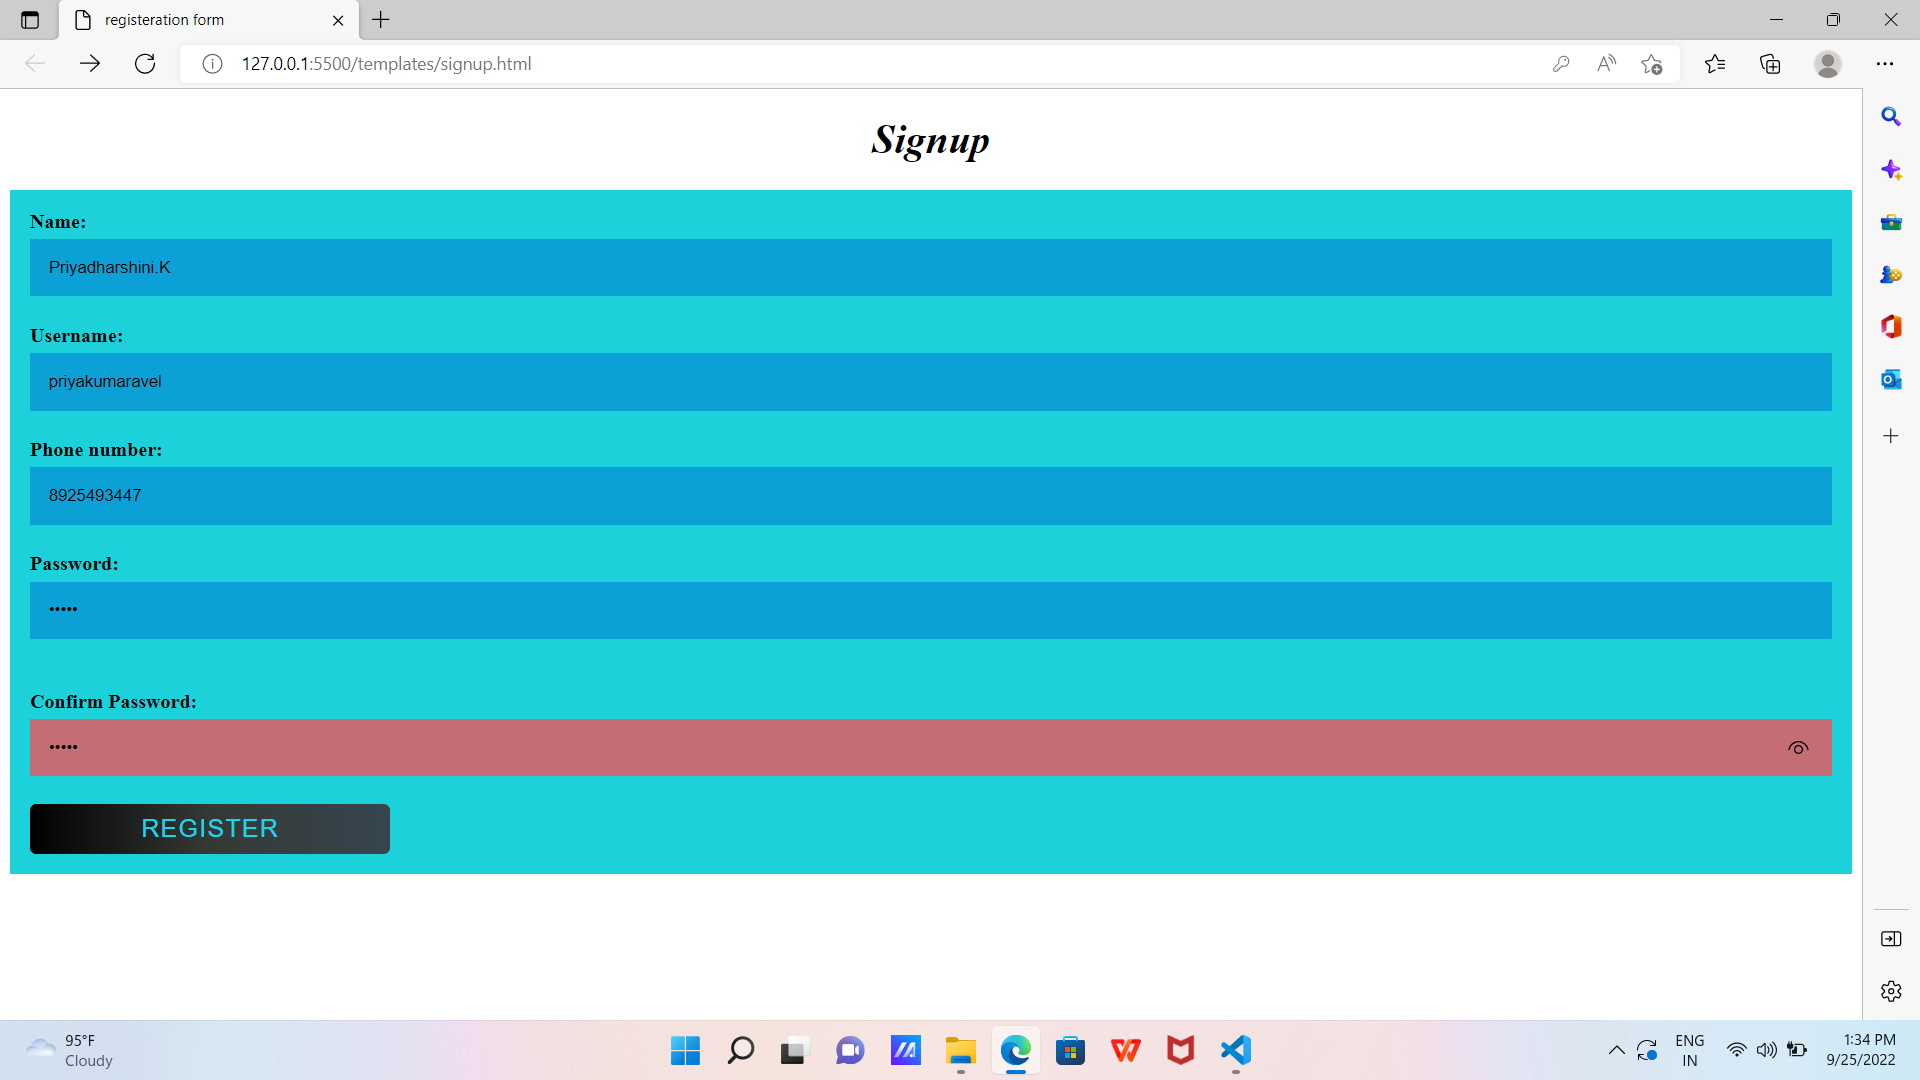 registeration form
127.0.0.1:5500/templates/signup.html
Signup
Name:
Priyadharshini.K
Username:
priyakumaravel
Phone number:
8925493447
Password:
•••••
Confirm Password:
•••••
REGISTER
95°F
Cloudy
ENG
IN
1:34 PM
9/25/2022